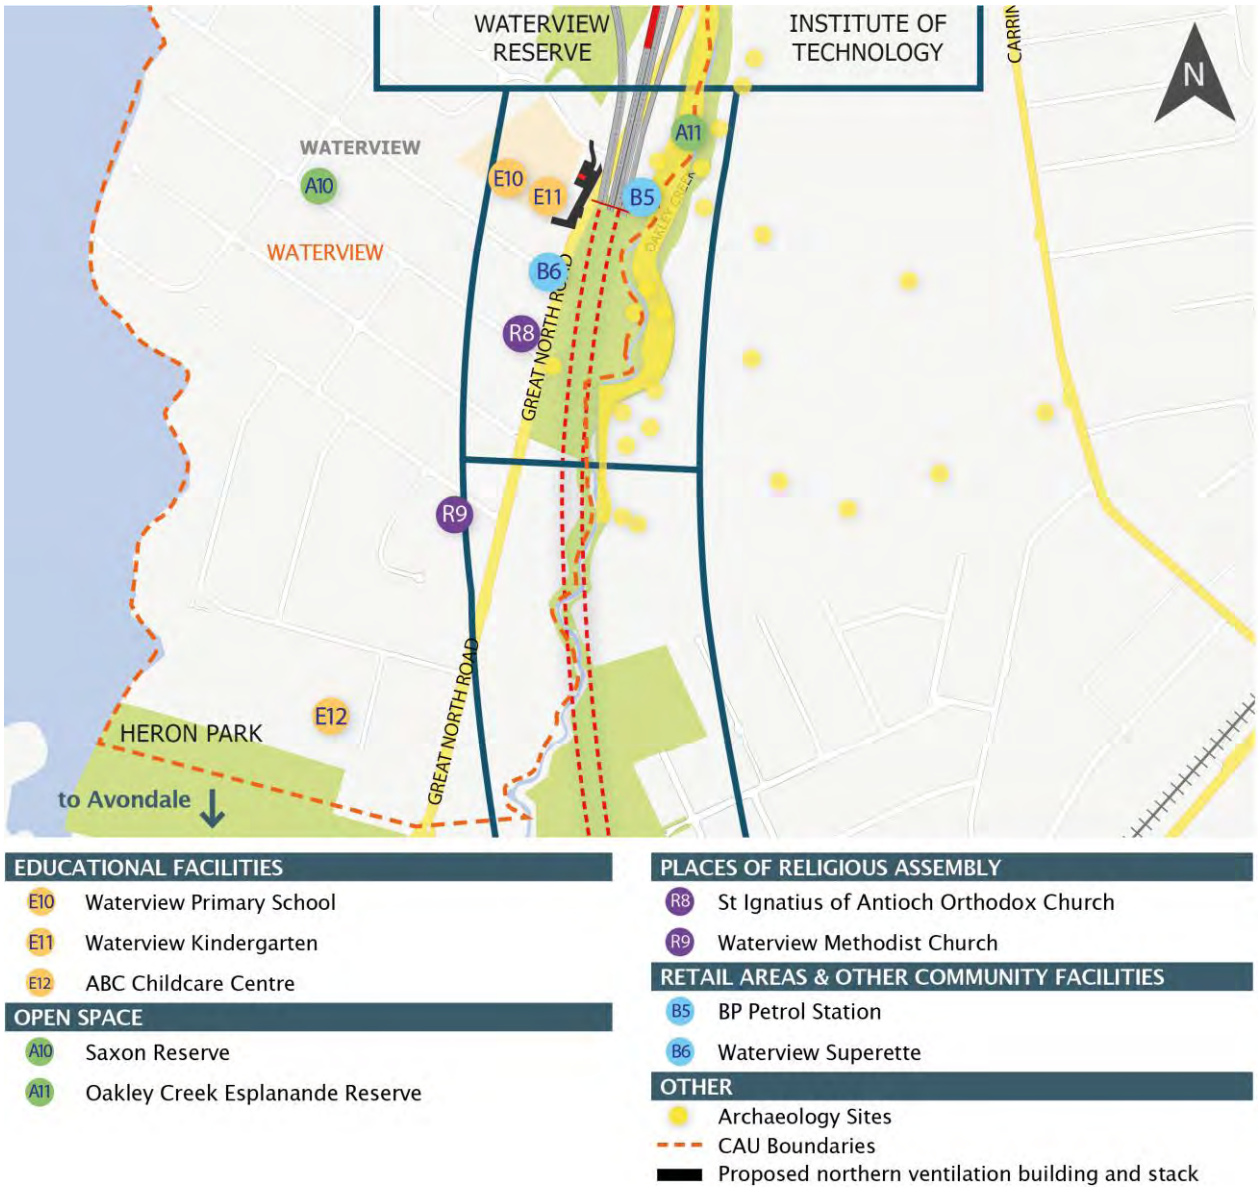 WATERVIEW
RESERVE
INSTITUTE OF
TECHNOLOGY
CARRIN
N
WATERVIEW
A10
WATERVIEW
E10
E11
A11
B5
OAKLEY CREEK
B6
R8
GREAT NORTH ROAD
R9
GREAT NORTH ROAD
E12
HERON PARK
to Avondale
EDUCATIONAL FACILITIES
E10 Waterview Primary School
E11 Waterview Kindergarten
E12 ABC Childcare Centre
OPEN SPACE
A10 Saxon Reserve
A11 Oakley Creek Esplanande Reserve
PLACES OF RELIGIOUS ASSEMBLY
R8 St Ignatius of Antioch Orthodox Church
R9 Waterview Methodist Church
RETAIL AREAS & OTHER COMMUNITY FACILITIES
B5 BP Petrol Station
B6 Waterview Superette
OTHER
Archaeology Sites
CAU Boundaries
Proposed northern ventilation building and stack